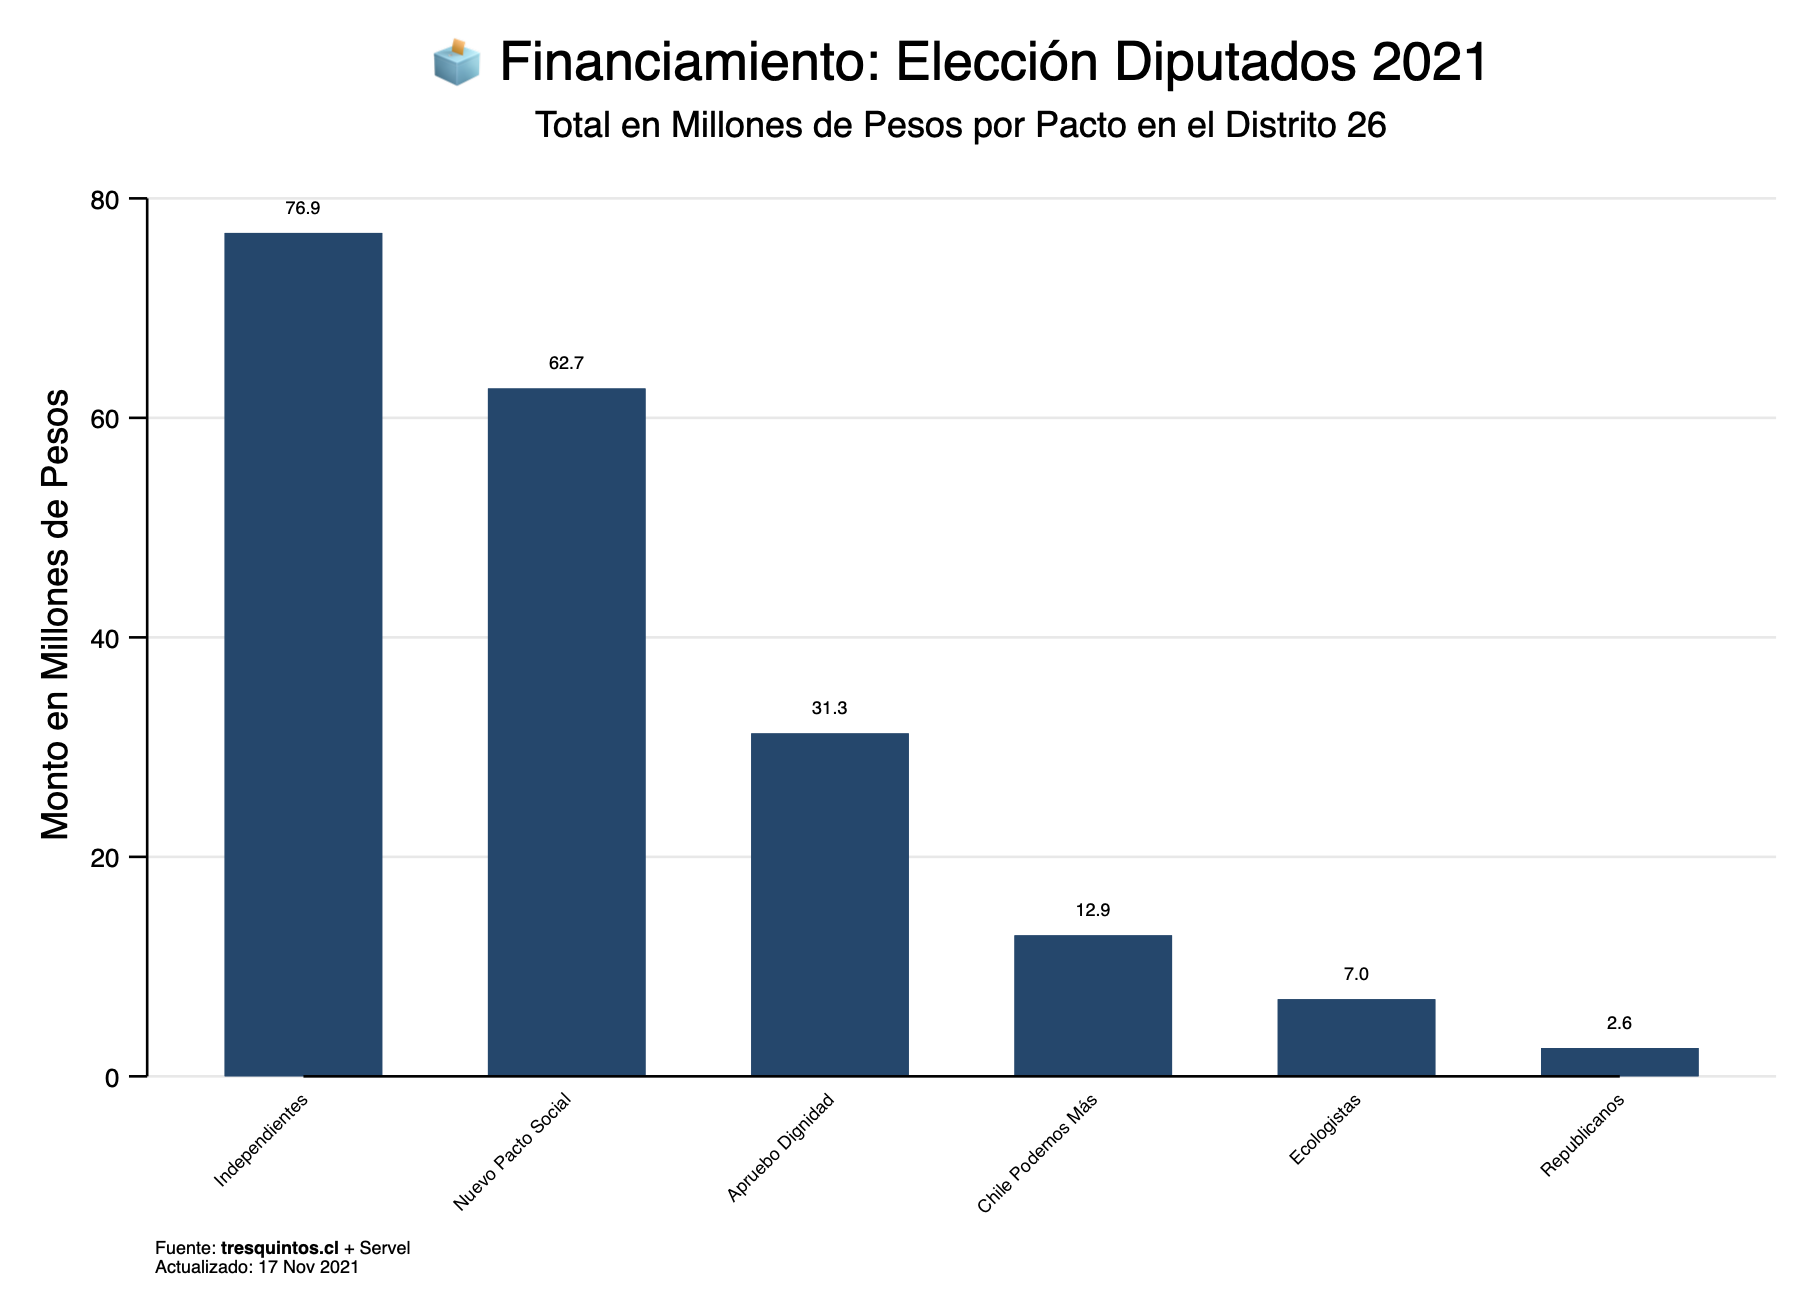 Financiamiento: Elección Diputados 2021
Total en Millones de Pesos por Pacto en el Distrito 26
Monto en Millones de Pesos
80
60
40
20
0
76.9
62.7
31.3
12.9
7.0
2.6
Independientes
Nuevo Pacto Social
Apruebo Dignidad
Chile Podemos Más
Ecologistas
Republicanos
Fuente: tresquintos.cl + Servel
Actualizado: 17 Nov 2021